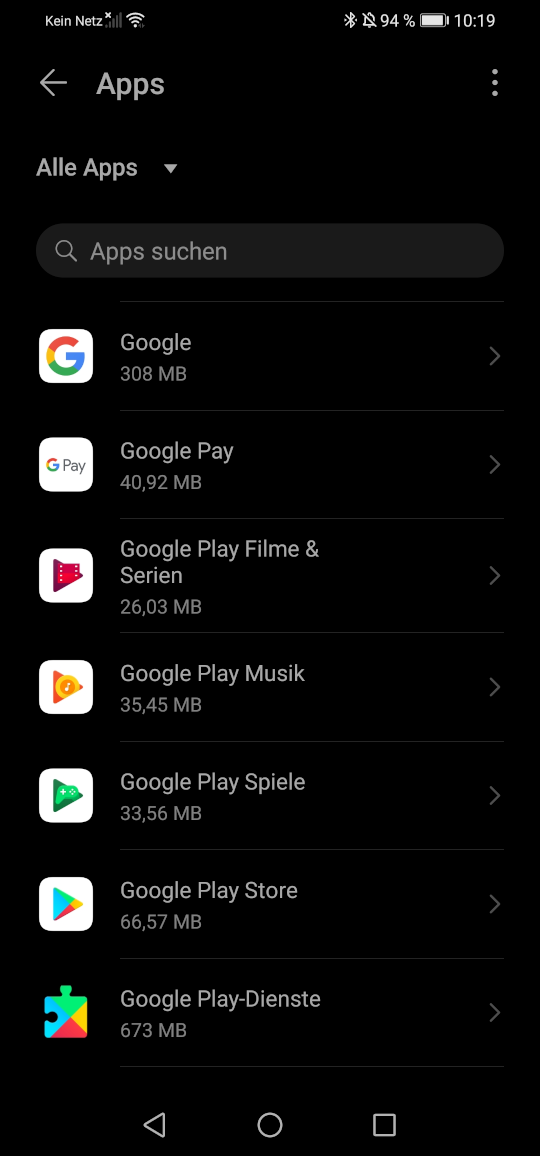 Kein Netz 94 % 10:19
Apps
Alle Apps
Apps suchen
Google
308 MB
G Pay
Google Pay
40,92 MB
Google Play Filme &
Serien
26,03 MB
Google Play Musik
35,45 MB
Google Play Spiele
33,56 MB
Google Play Store
66,57 MB
Google Play-Dienste
673 MB